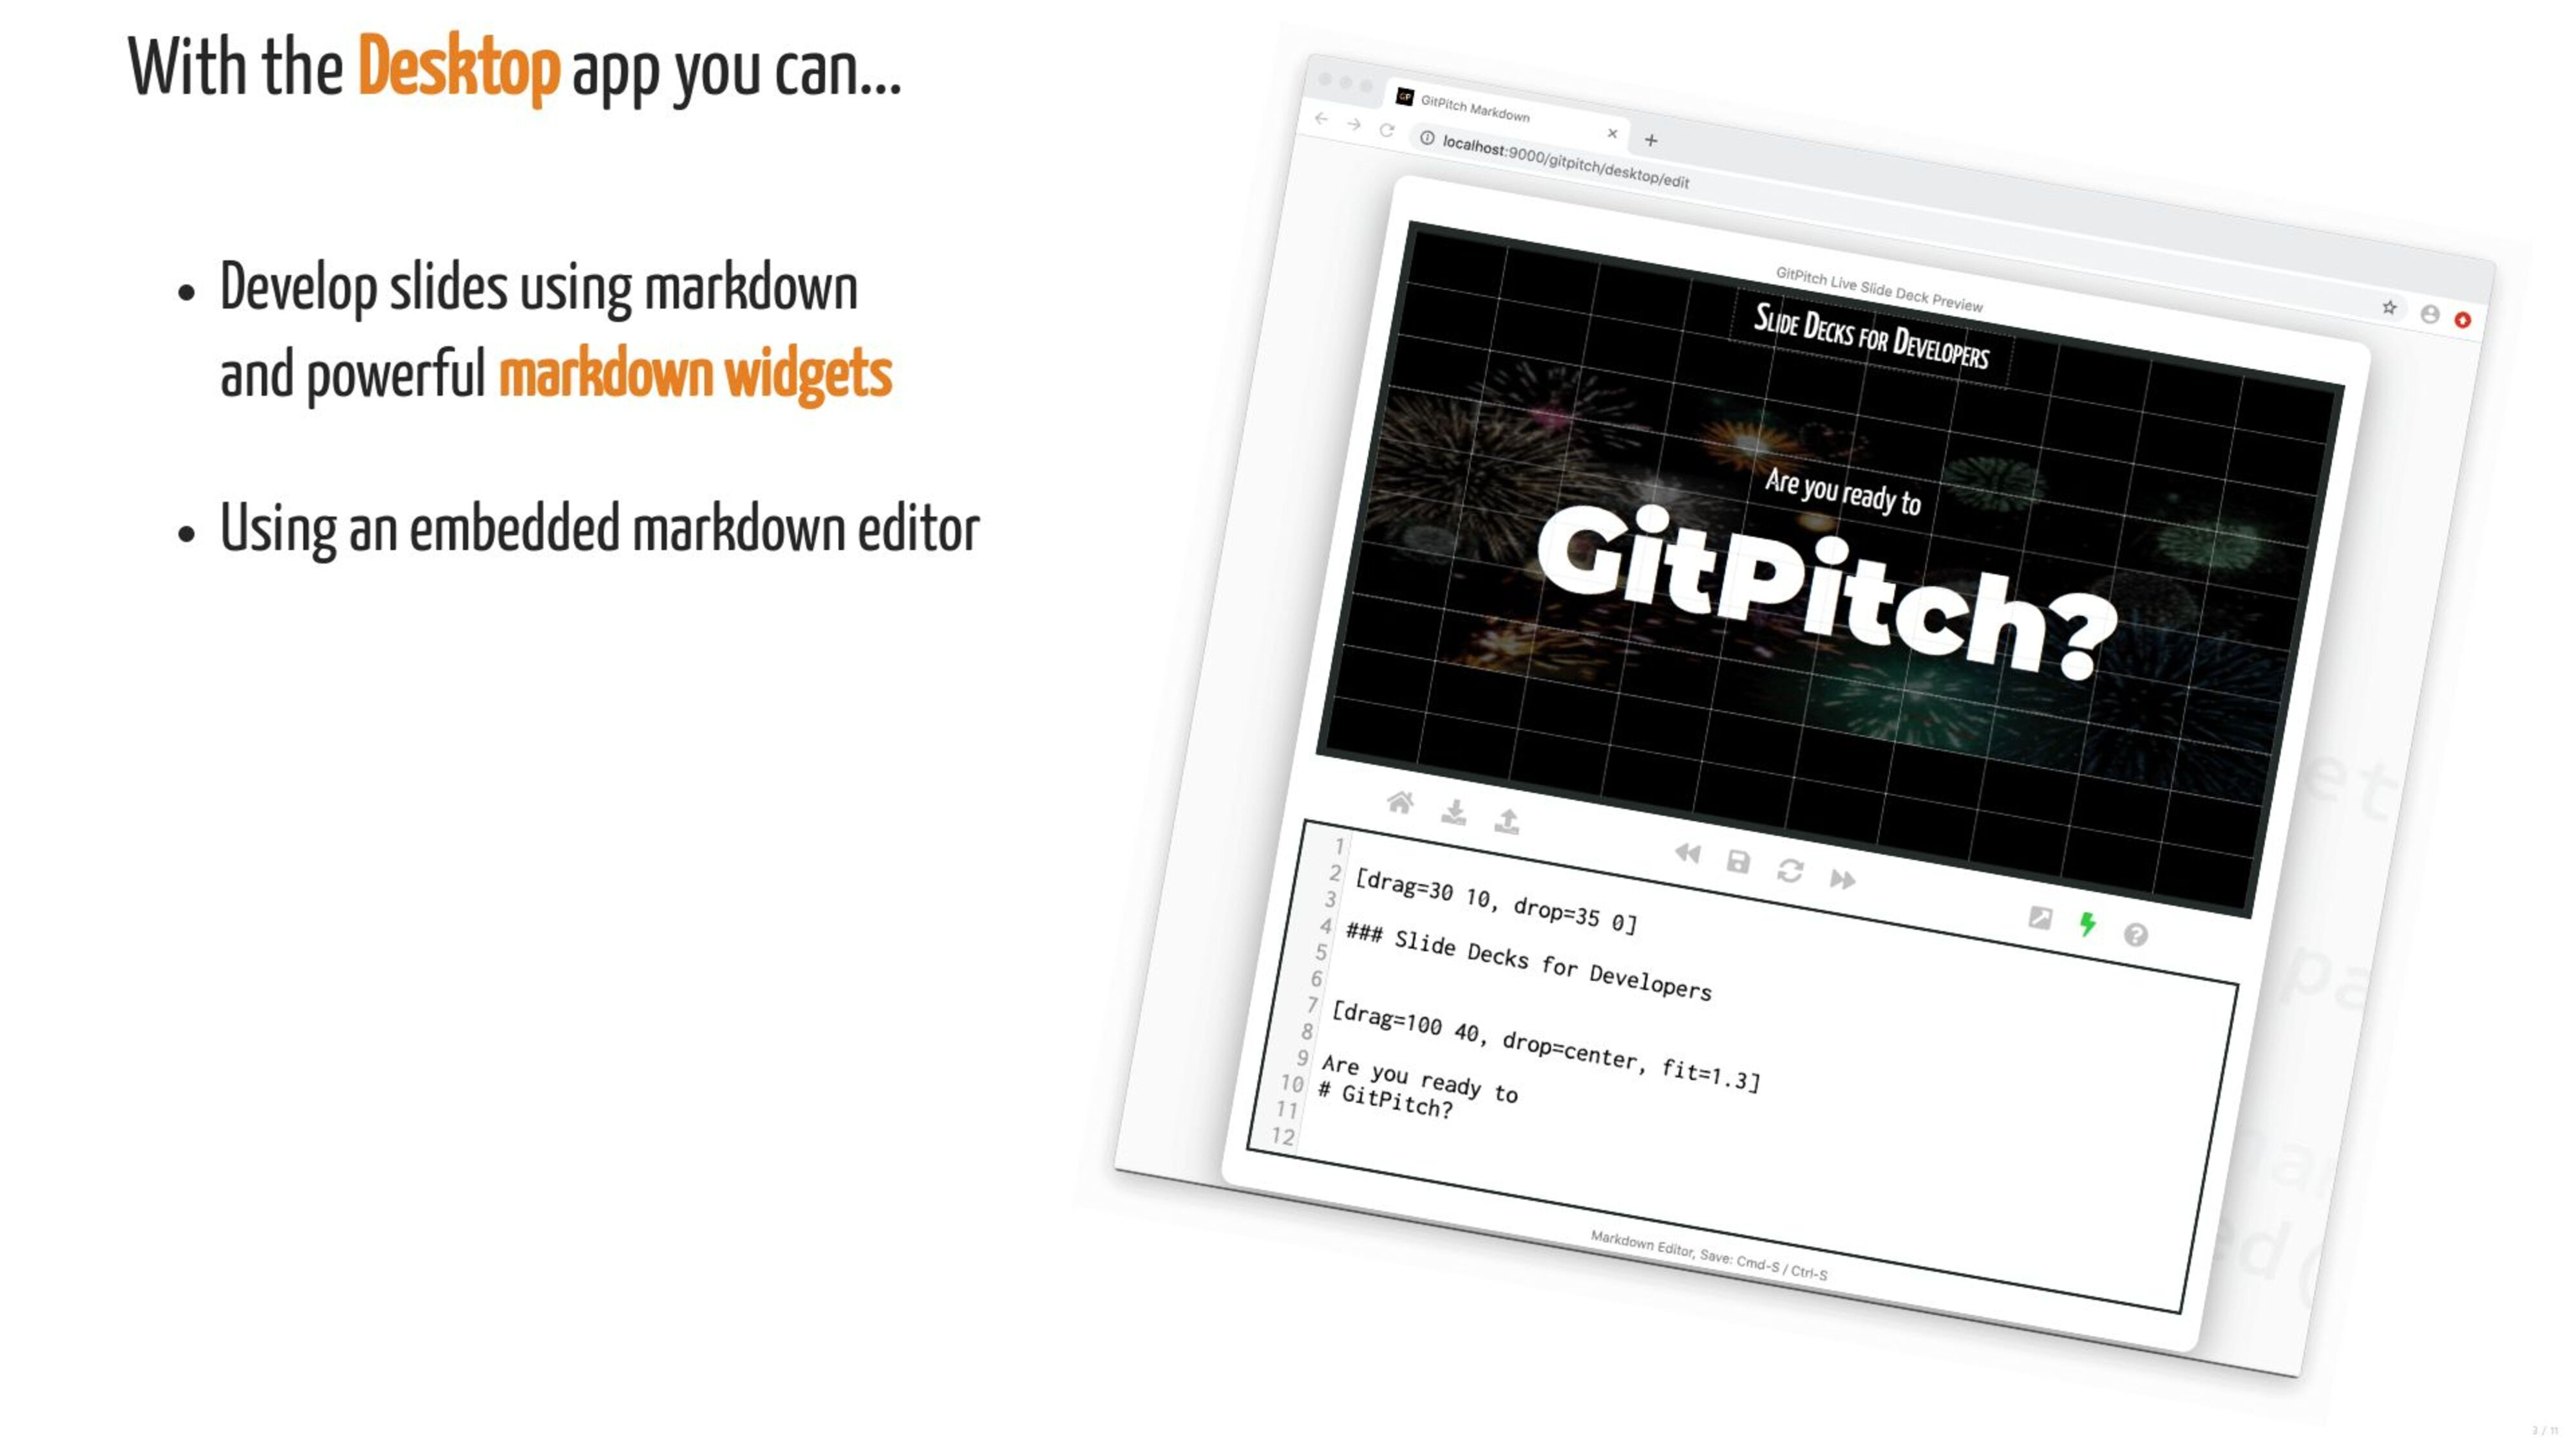 With the Desktop app you can...
• Develop slides using markdown
and powerful markdown widgets
• Using an embedded markdown editor
GP GitPitch Markdown
localhost:9000/gitpitch/desktop/edit
GitPitch Live Slide Deck Preview
Slide Decks for Developers
Are you ready to
GitPitch?
1
2 [drag=30 10, drop=35 0]
3
4 ### Slide Decks for Developers
5
6
7 [drag=100 40, drop=center, fit=1.3]
8
9 Are you ready to
10 # GitPitch?
11
12
Markdown Editor, Save: Cmd-S / Ctrl-S
3 / 11